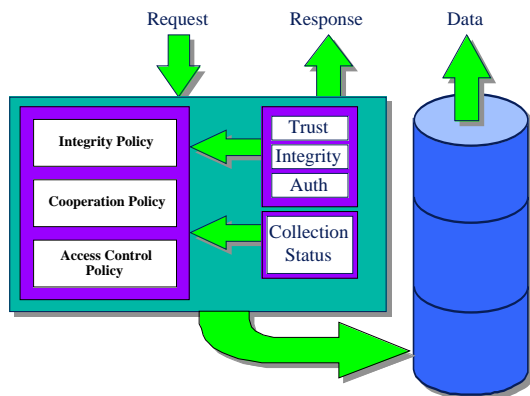 Request
Response
Data
Integrity Policy
Cooperation Policy
Access Control
Policy
Trust
Integrity
Auth
Collection
Status